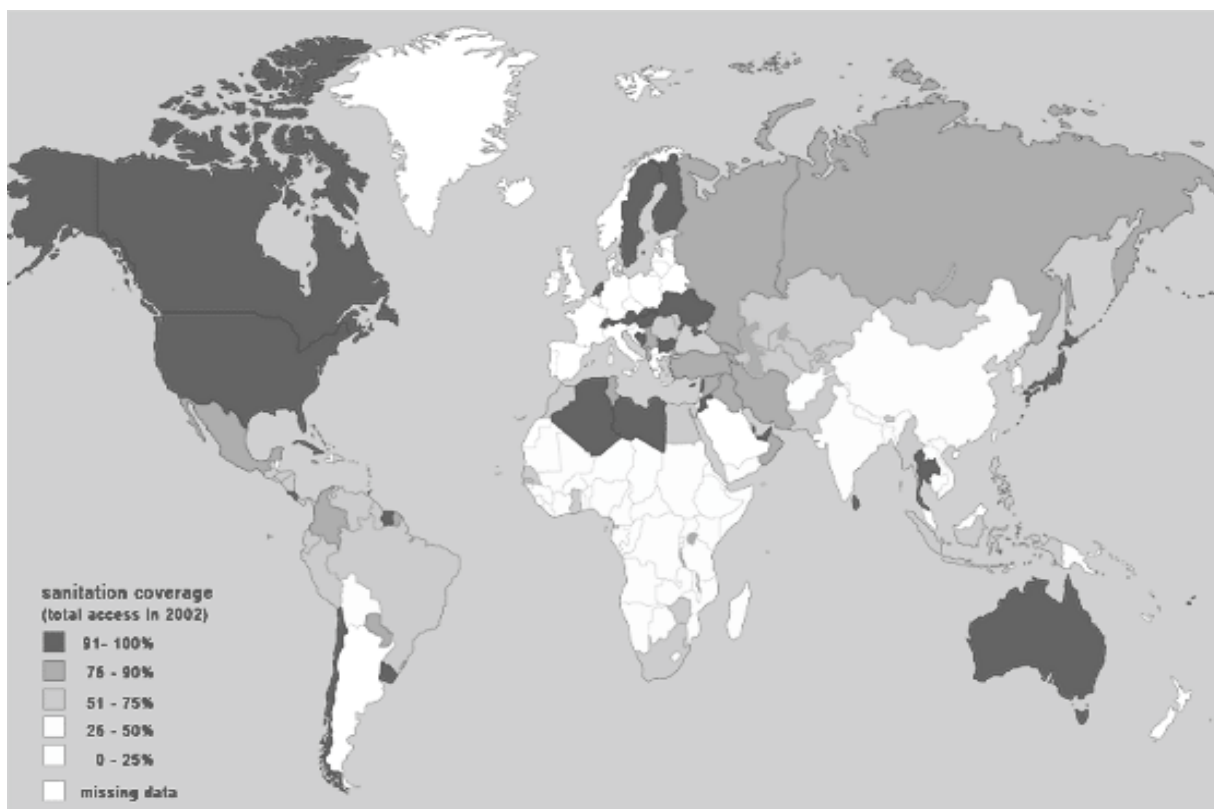 sanitation coverage
(total access in 2002)
91- 100%
76 - 90%
51 - 75%
26 - 50%
0 - 25%
missing data